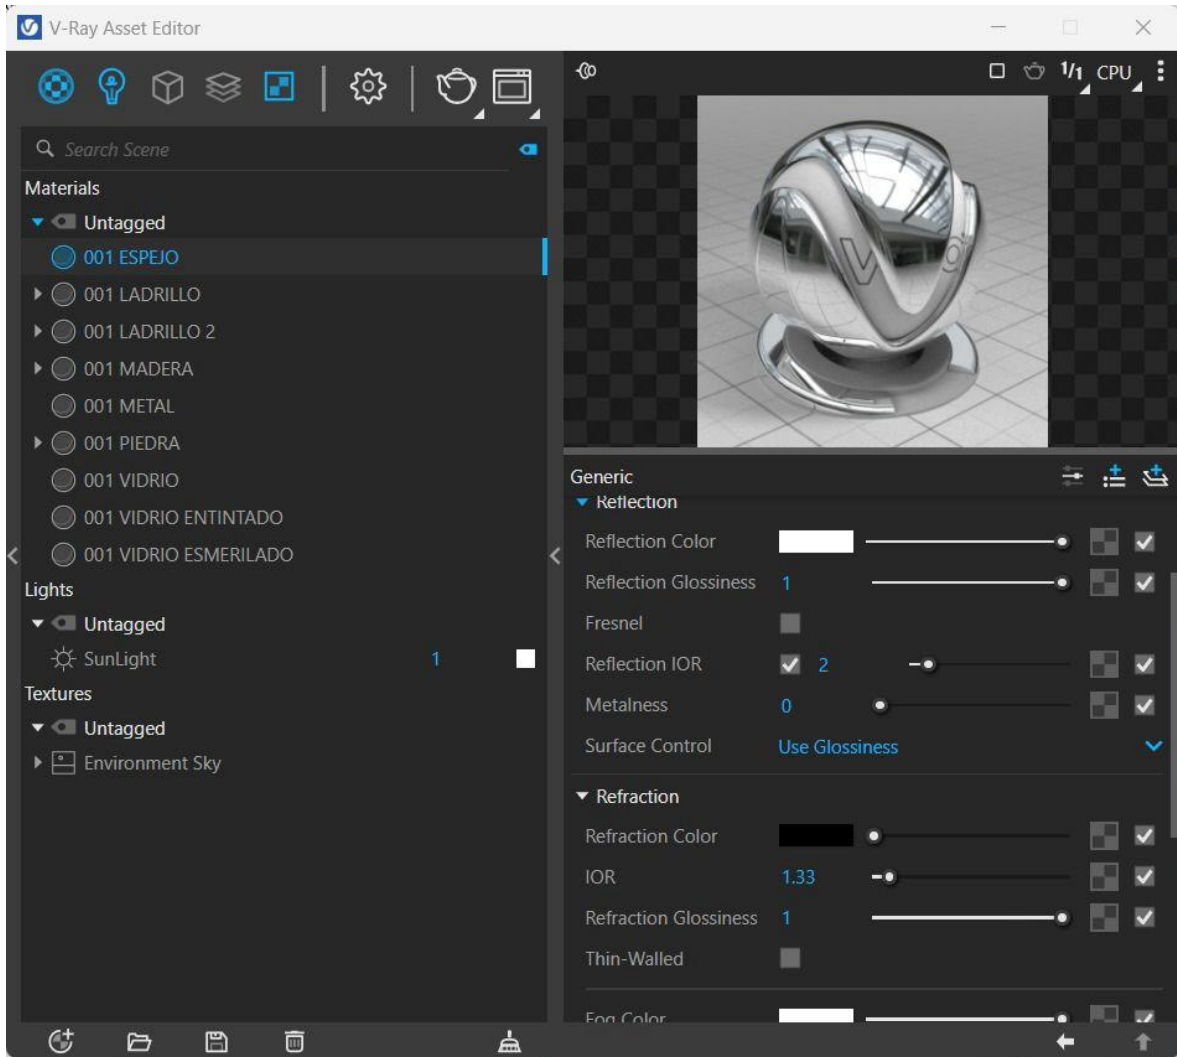 V-Ray Asset Editor
1/1 CPU
Search Scene
Materials
Untagged
001 ESPEJO
001 LADRILLO
001 LADRILLO 2
001 MADERA
001 METAL
001 PIEDRA
001 VIDRIO
001 VIDRIO ENTINTADO
001 VIDRIO ESMERILADO
Lights
Untagged
SunLight 1
Textures
Untagged
Environment Sky
V
Generic
Reflection
Reflection Color
Reflection Glossiness 1
Fresnel
Reflection IOR 2
Metalness 0
Surface Control Use Glossiness
Refraction
Refraction Color
IOR 1.33
Refraction Glossiness 1
Thin-Walled
Fog Color